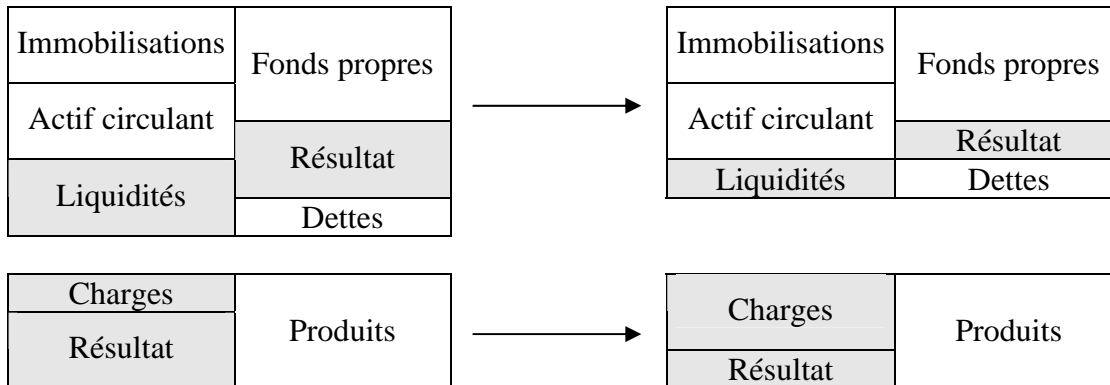 Immobilisations
Fonds propres
Actif circulant
Résultat
Liquidités
Dettes
Immobilisations
Fonds propres
Actif circulant
Résultat
Liquidités
Dettes
Charges
Produits
Résultat
Charges
Produits
Résultat